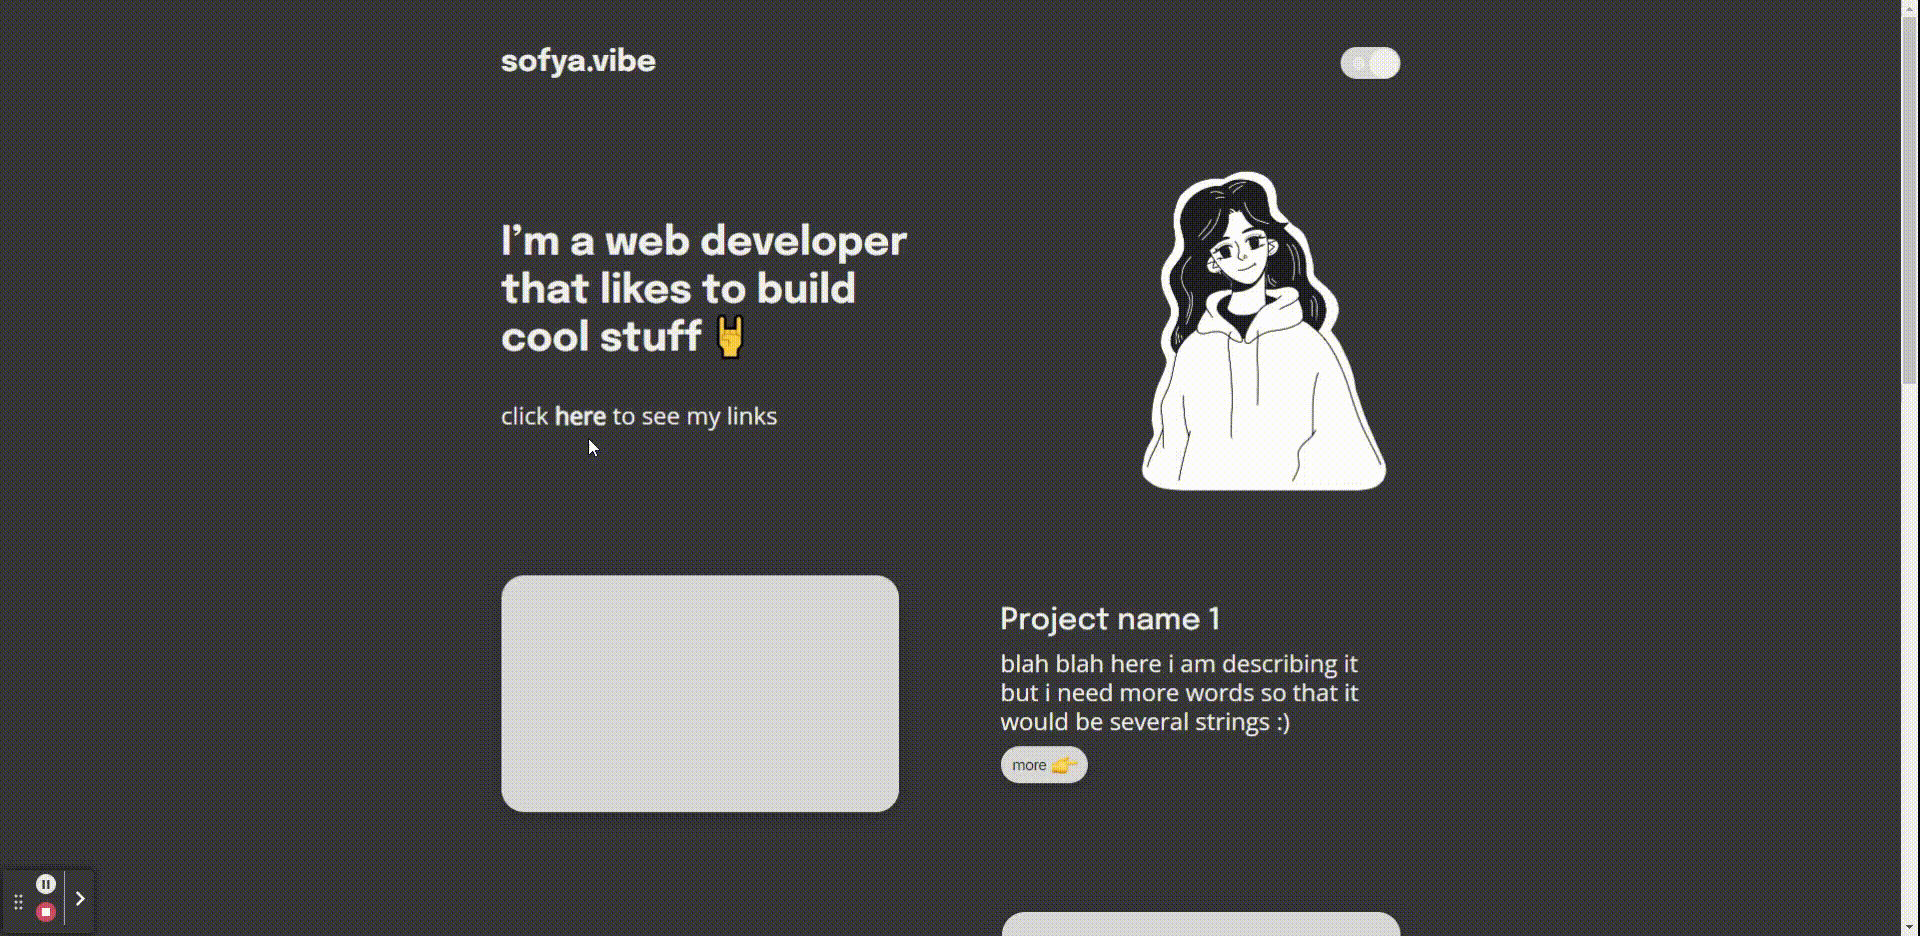 sofya.vibe
I’m a web developer
that likes to build
cool stuff 🤘
click here to see my links
Project name 1
blah blah here i am describing it
but i need more words so that it
would be several strings :)
more 👉